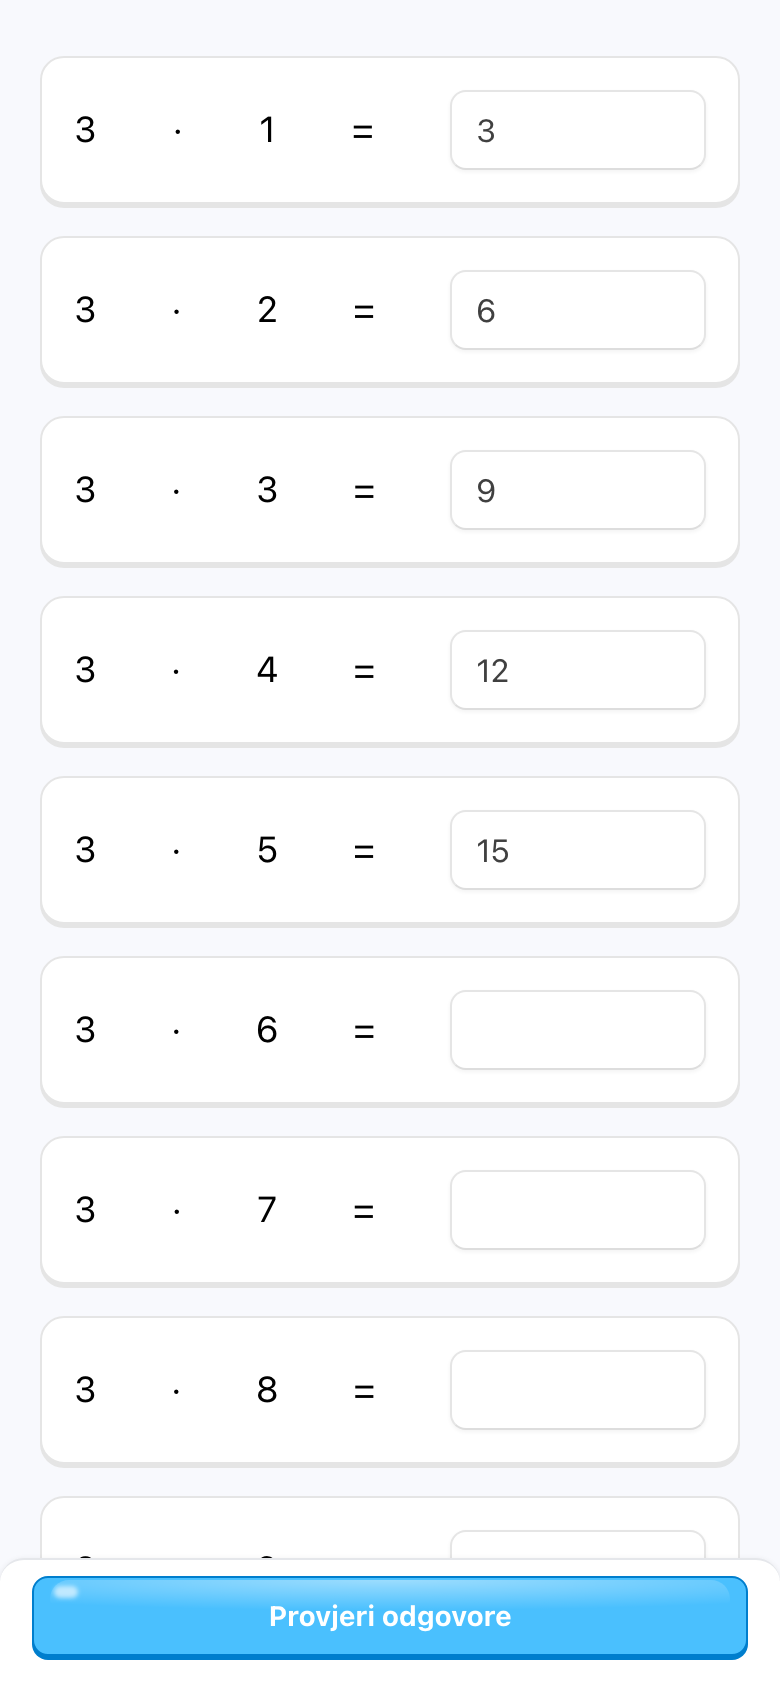 3 · 1 = 3
3 · 2 = 6
3 · 3 = 9
3 · 4 = 12
3 · 5 = 15
3 · 6 =
3 · 7 =
3 · 8 =
Provjeri odgovore